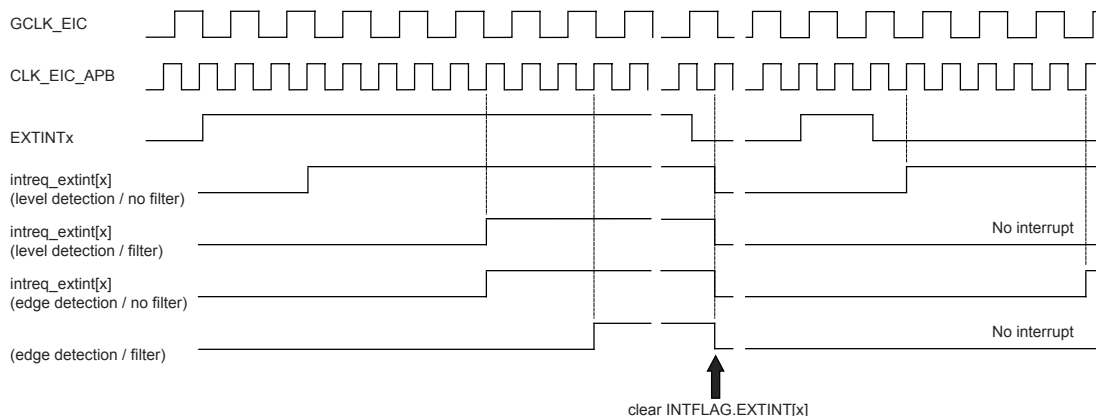 GCLK_EIC
CLK_EIC_APB
EXTINTx
intreq_extint[x]
(level detection / no filter)
intreq_extint[x]
(level detection / filter)
No interrupt
intreq_extint[x]
(edge detection / no filter)
(edge detection / filter)
No interrupt
clear INTFLAG.EXTINT[x]